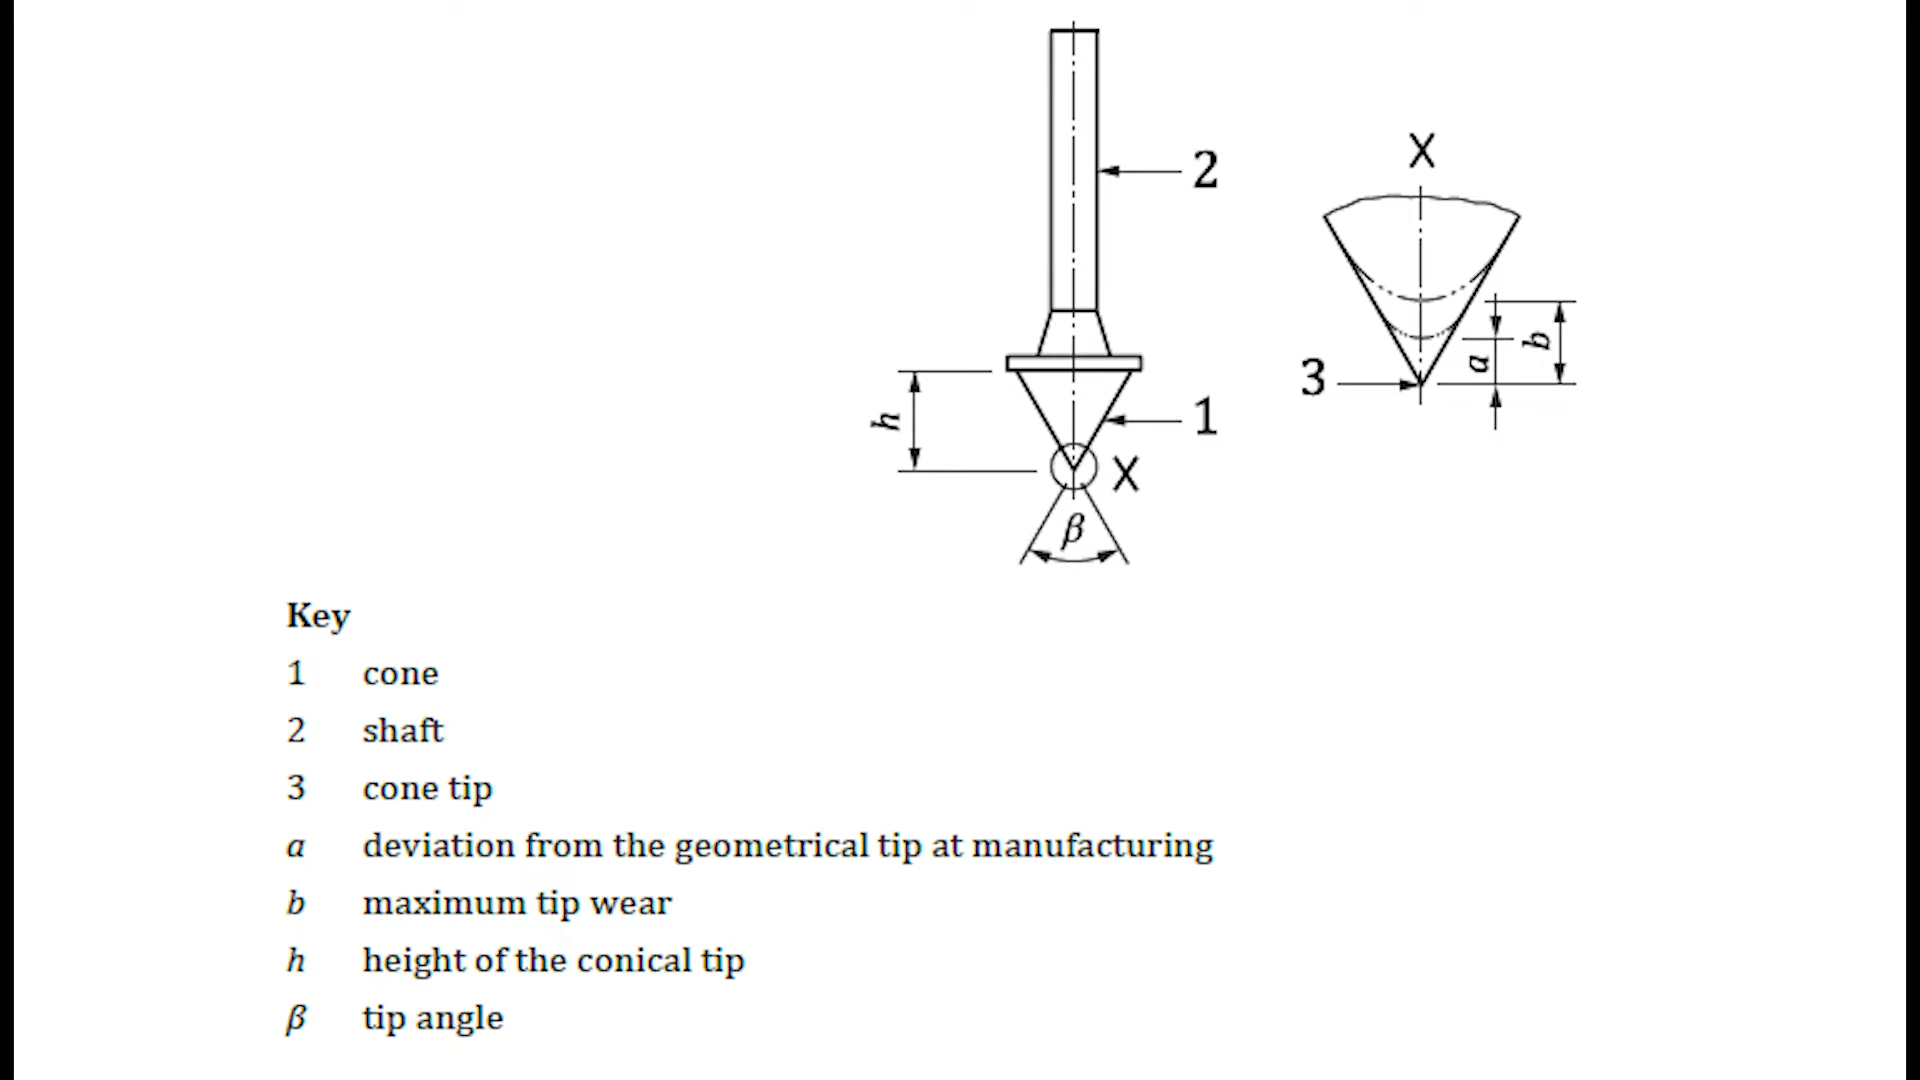 2
X
3
a
b
h
1
X
β
Key
1 cone
2 shaft
3 cone tip
a deviation from the geometrical tip at manufacturing
b maximum tip wear
h height of the conical tip
β tip angle